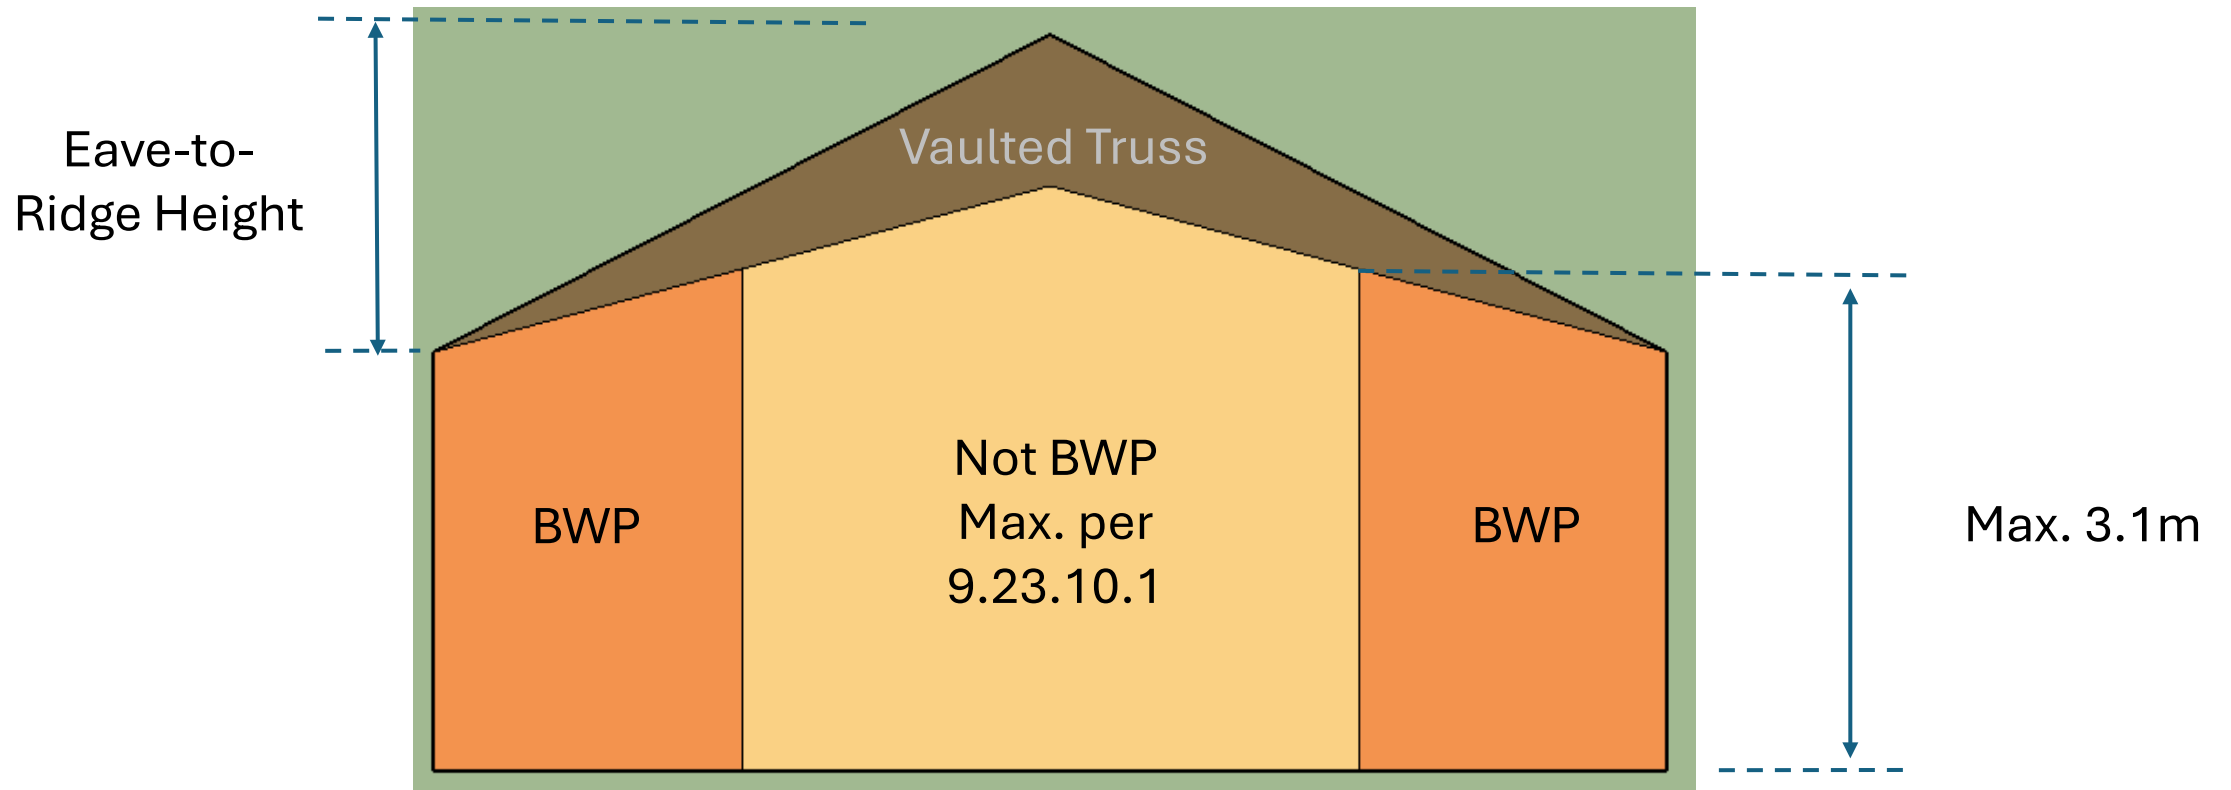 Eave-to-
Ridge Height
Vaulted Truss
BWP
Not BWP
Max. per
9.23.10.1
BWP
Max. 3.1m